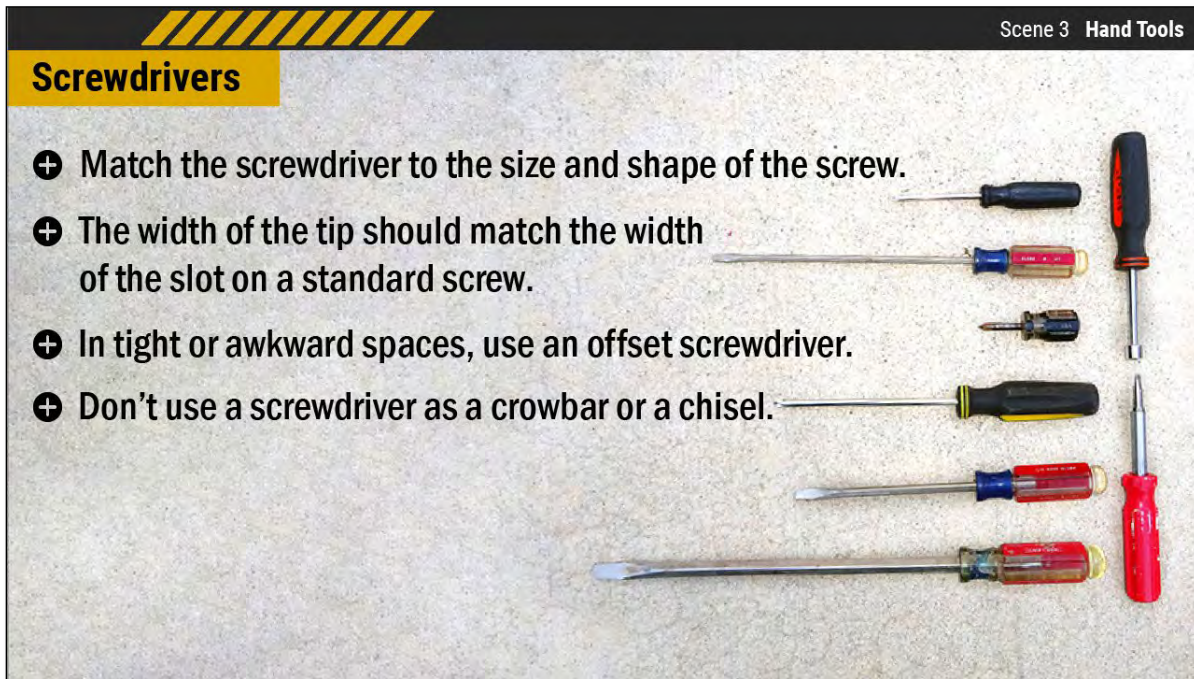 Scene 3 Hand Tools
Screwdrivers
Match the screwdriver to the size and shape of the screw.
The width of the tip should match the width
of the slot on a standard screw.
In tight or awkward spaces, use an offset screwdriver.
Don’t use a screwdriver as a crowbar or a chisel.